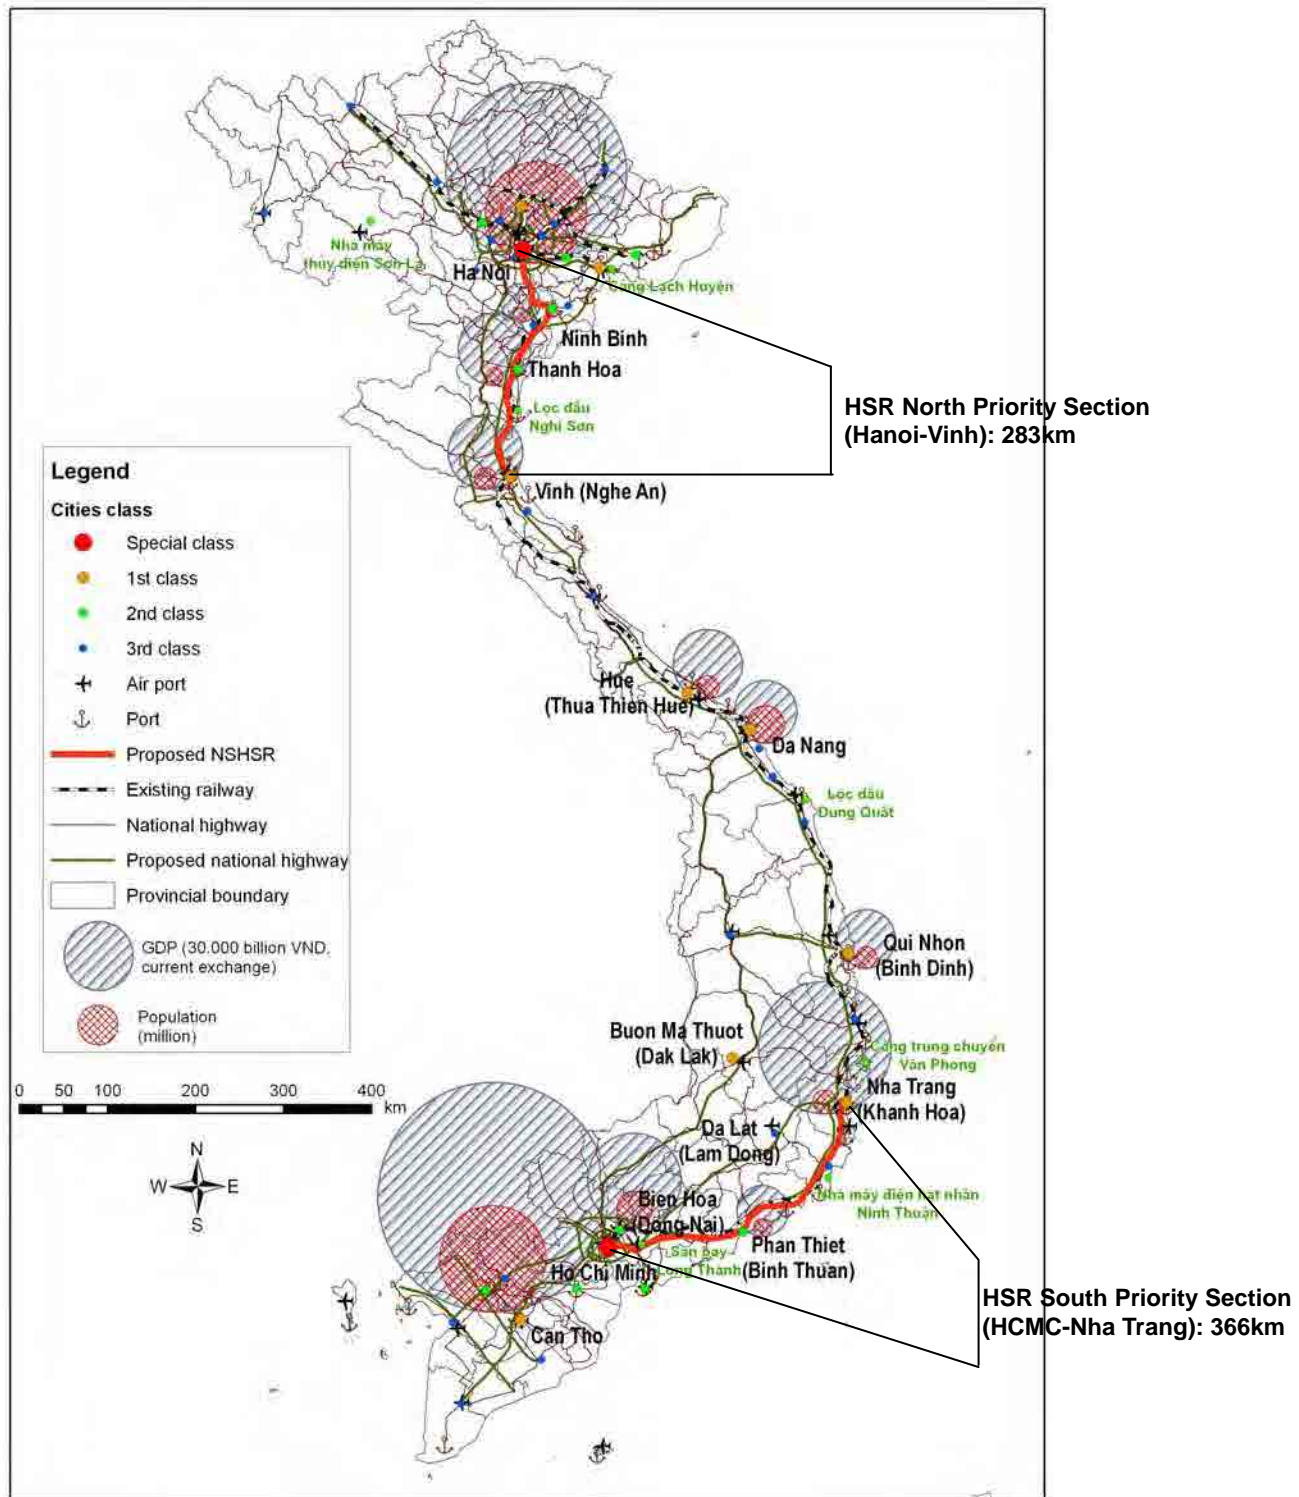 Nhà máy
thủy điện Sơn La
Ha Noi
Cảng Lạch Huyện
Ninh Binh
Thanh Hoa
Lọc dầu
Nghi Sơn
HSR North Priority Section
(Hanoi-Vinh): 283km
Vinh (Nghe An)
Legend
Cities class
Special class
1st class
2nd class
3rd class
Air port
Port
Proposed NSHSR
Existing railway
National highway
Proposed national highway
Provincial boundary
GDP (30.000 billion VND,
current exchange)
Population
(million)
Hue
(Thua Thien Hue)
Da Nang
Lọc dầu
Dung Quất
Qui Nhon
(Binh Dinh)
Buon Ma Thuot
(Dak Lak)
Cảng trung chuyển
Vân Phong
Nha Trang
(Khanh Hoa)
0 50 100 200 300 400
km
N
W E
S
Da Lat
(Lam Dong)
Nhà máy điện hạt nhân
Ninh Thuận
Bien Hoa
(Dong Nai)
Sân bay
Long Thành
Phan Thiet
(Binh Thuan)
Ho Chi Minh
Can Tho
HSR South Priority Section
(HCMC-Nha Trang): 366km